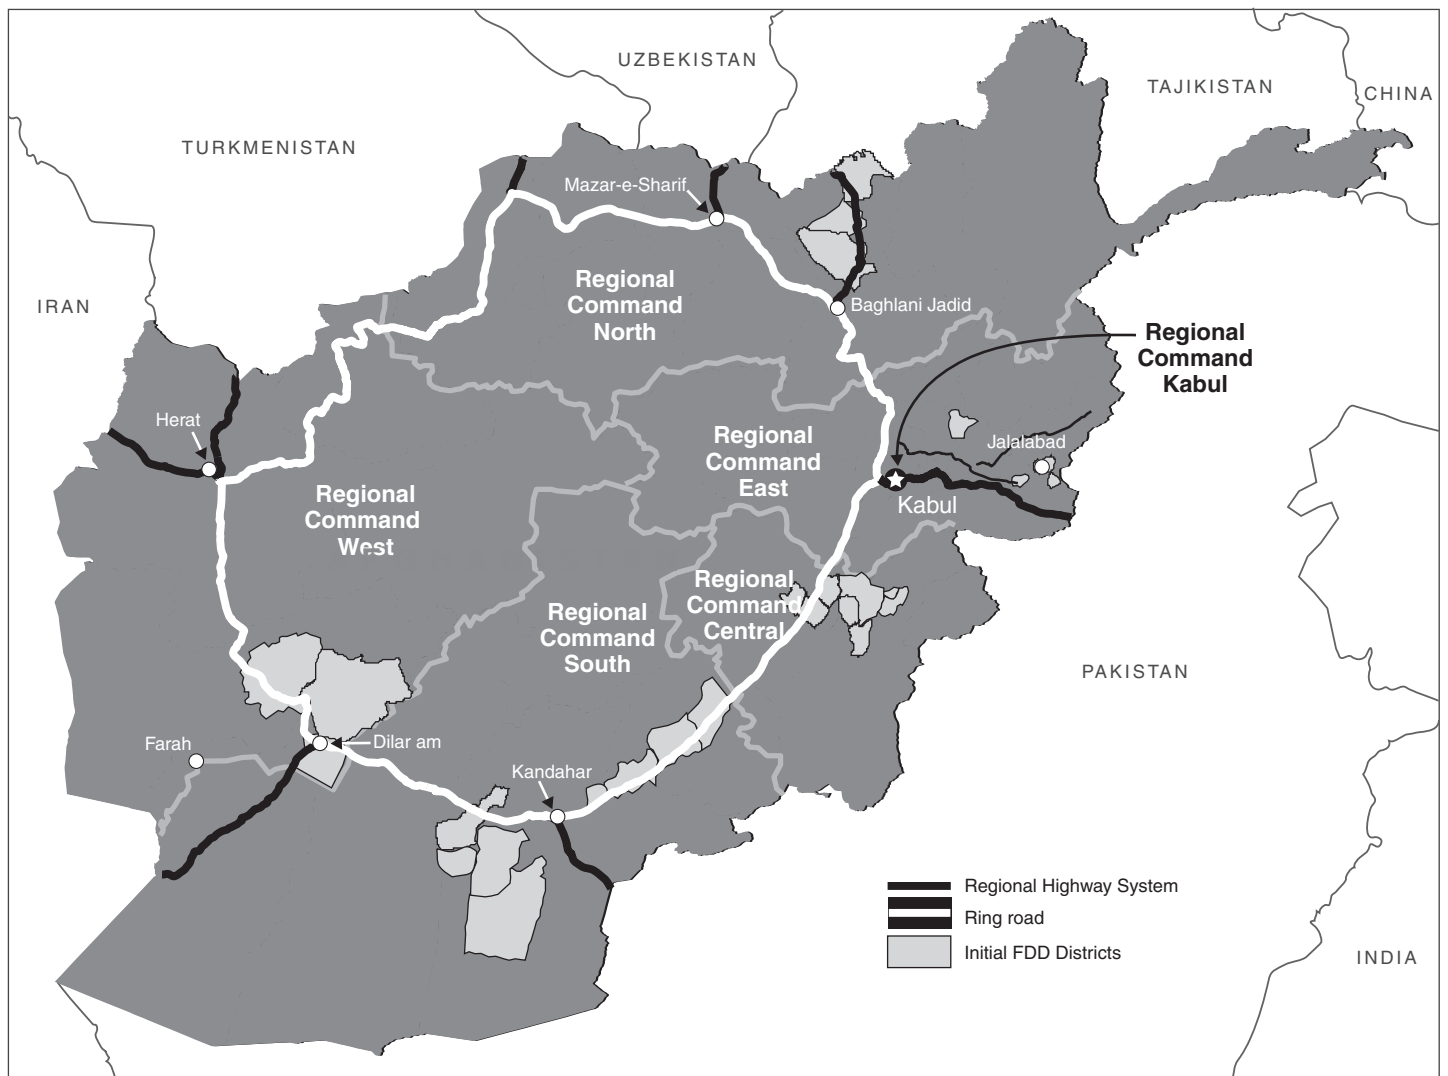 UZBEKISTAN
TAJIKISTAN
CHINA
TURKMENISTAN
Mazar-e-Sharif
IRAN
Regional
Command
North
Baghlani Jadid
Regional
Command
Kabul
Herat
Regional
Command
East
Jalalabad
Regional
Command
West
Kabul
Regional
Command
Central
Regional
Command
South
PAKISTAN
Farah
Dilar am
Kandahar
Regional Highway System
Ring road
Initial FDD Districts
INDIA